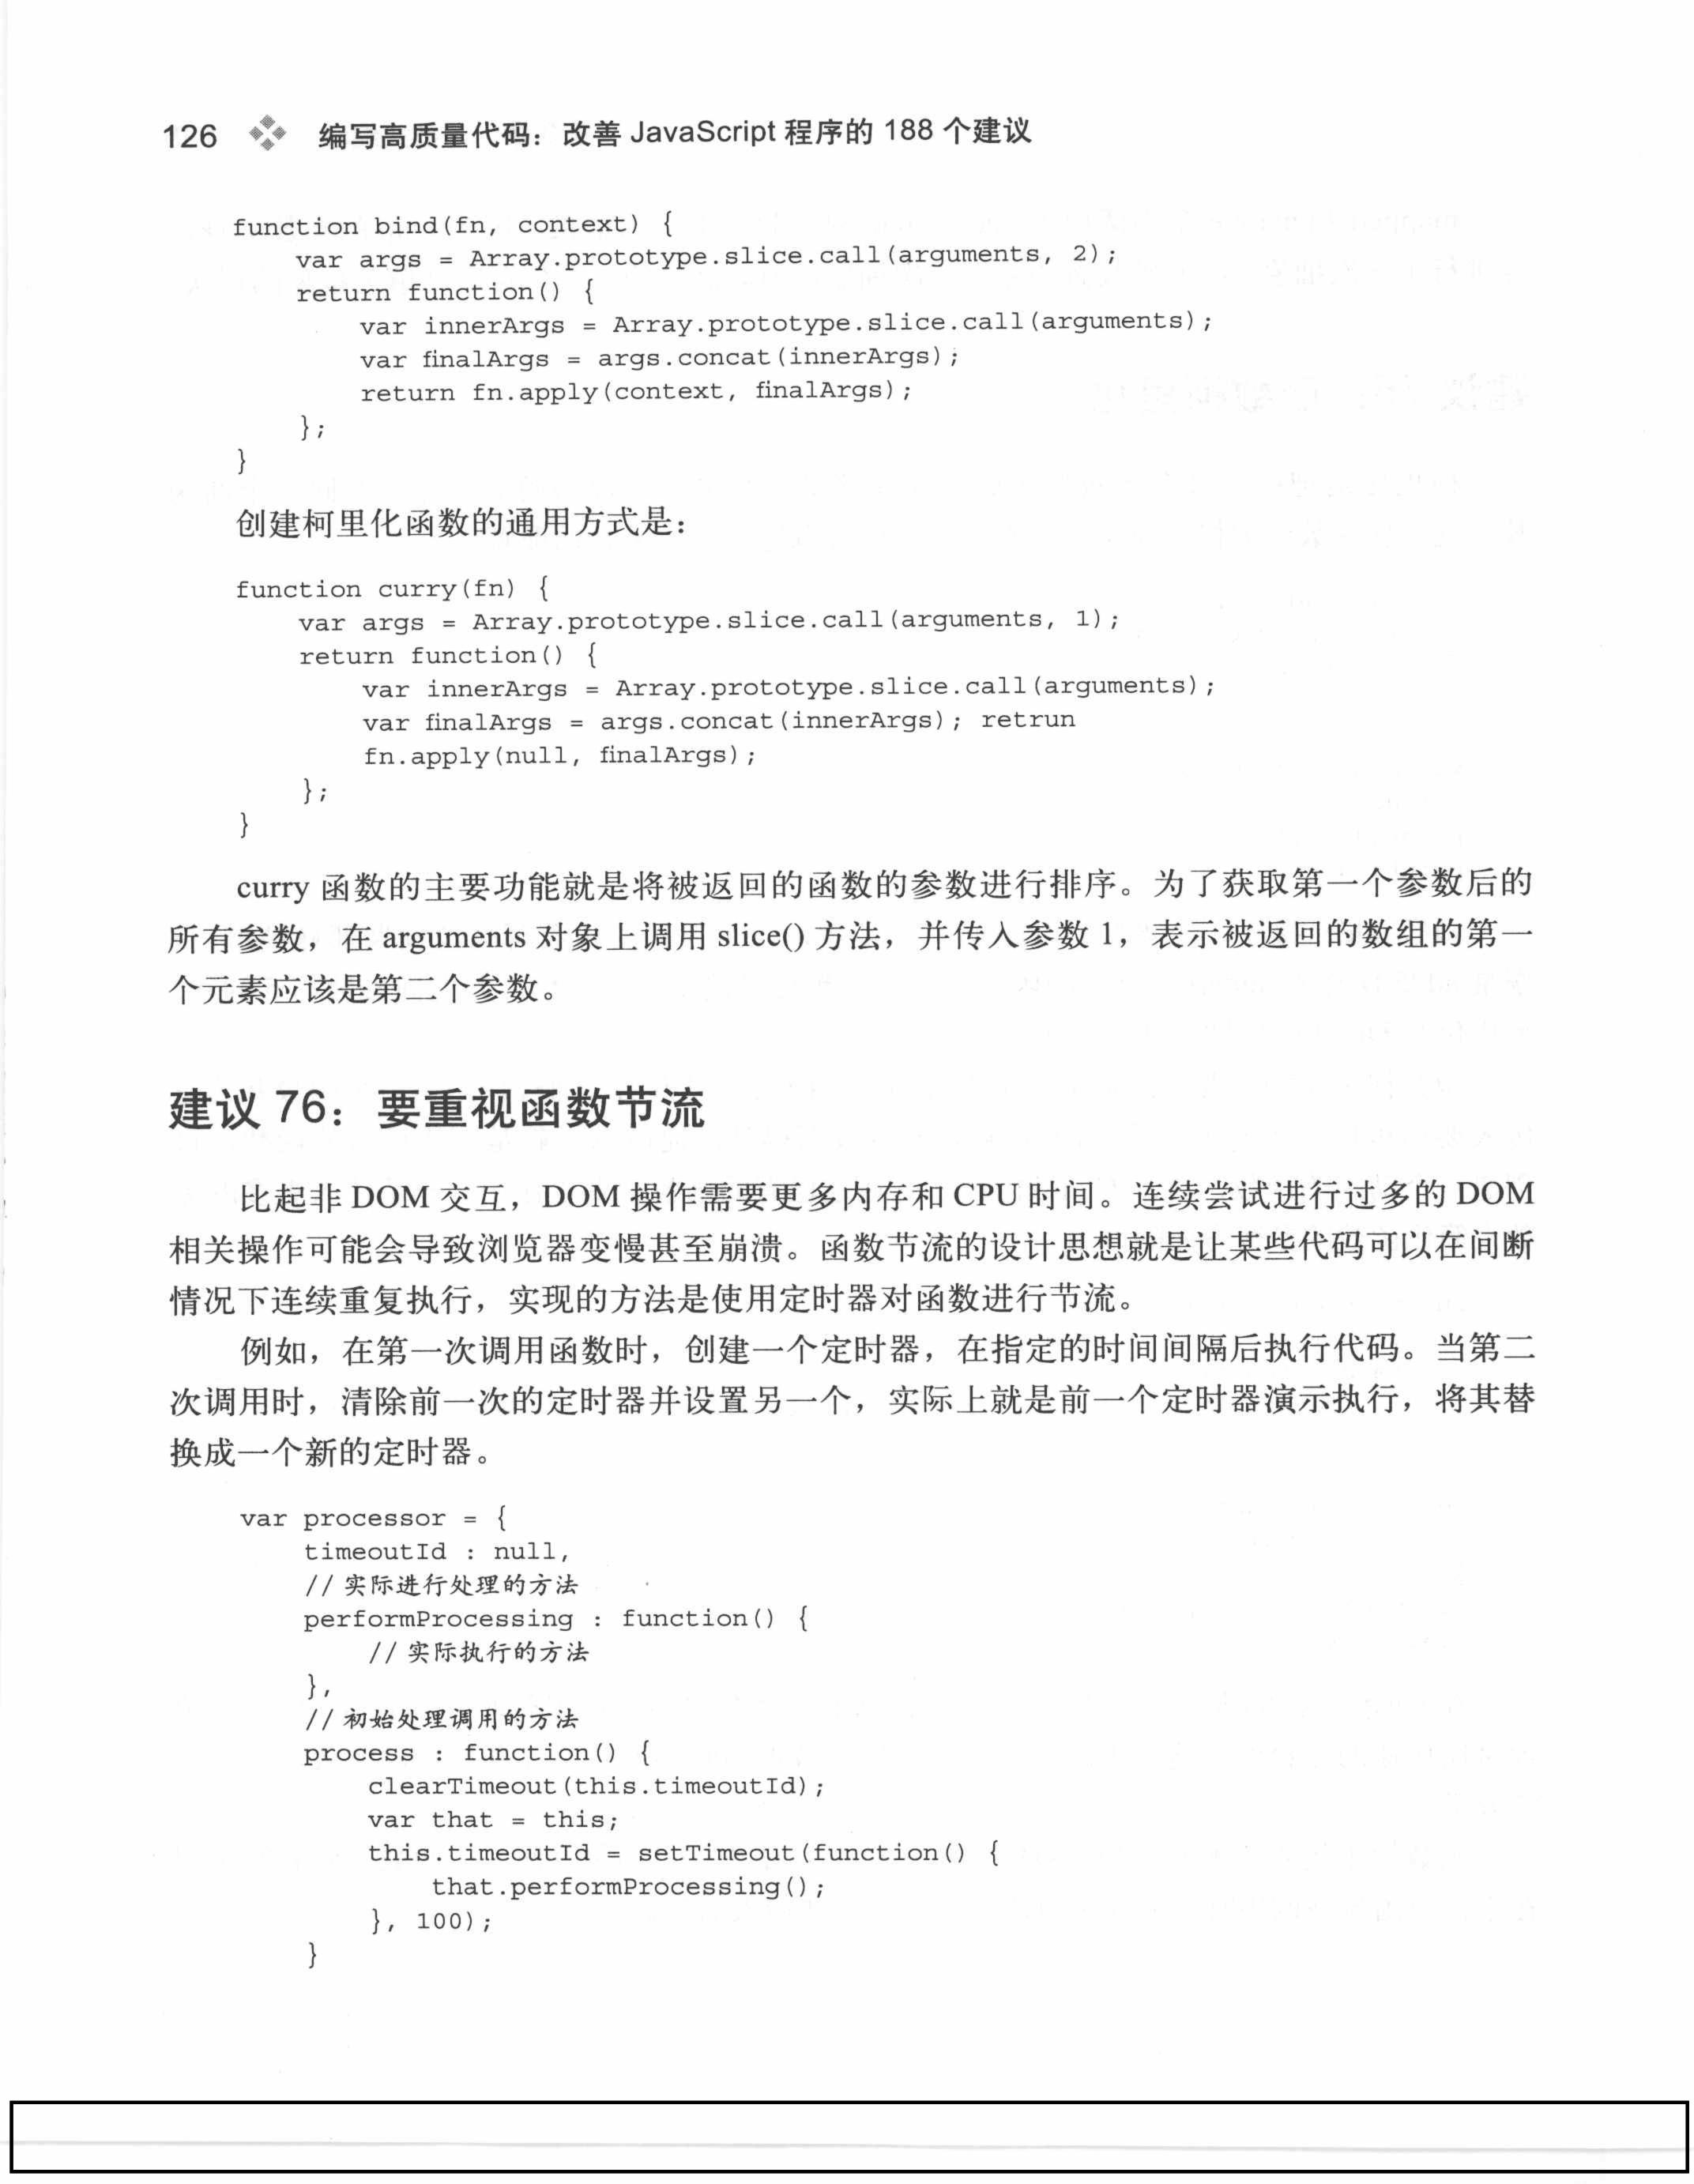 126 编写高质量代码：改善 JavaScript 程序的 188 个建议
function bind(fn, context) {
    var args = Array.prototype.slice.call(arguments, 2);
    return function() {
        var innerArgs = Array.prototype.slice.call(arguments);
        var finalArgs = args.concat(innerArgs);
        return fn.apply(context, finalArgs);
    };
}
创建柯里化函数的通用方式是：
function curry(fn) {
    var args = Array.prototype.slice.call(arguments, 1);
    return function() {
        var innerArgs = Array.prototype.slice.call(arguments);
        var finalArgs = args.concat(innerArgs); retrun
        fn.apply(null, finalArgs);
    };
}
curry 函数的主要功能就是将被返回的函数的参数进行排序。为了获取第一个参数后的
所有参数，在 arguments 对象上调用 slice() 方法，并传入参数 1，表示被返回的数组的第一
个元素应该是第二个参数。
建议 76：要重视函数节流
比起非 DOM 交互，DOM 操作需要更多内存和 CPU 时间。连续尝试进行过多的 DOM
相关操作可能会导致浏览器变慢甚至崩溃。函数节流的设计思想就是让某些代码可以在间断
情况下连续重复执行，实现的方法是使用定时器对函数进行节流。
例如，在第一次调用函数时，创建一个定时器，在指定的时间间隔后执行代码。当第二
次调用时，清除前一次的定时器并设置另一个，实际上就是前一个定时器演示执行，将其替
换成一个新的定时器。
var processor = {
    timeoutId : null,
    // 实际进行处理的方法
    performProcessing : function() {
        // 实际执行的方法
    },
    // 初始处理调用的方法
    process : function() {
        clearTimeout(this.timeoutId);
        var that = this;
        this.timeoutId = setTimeout(function() {
            that.performProcessing();
        }, 100);
    }